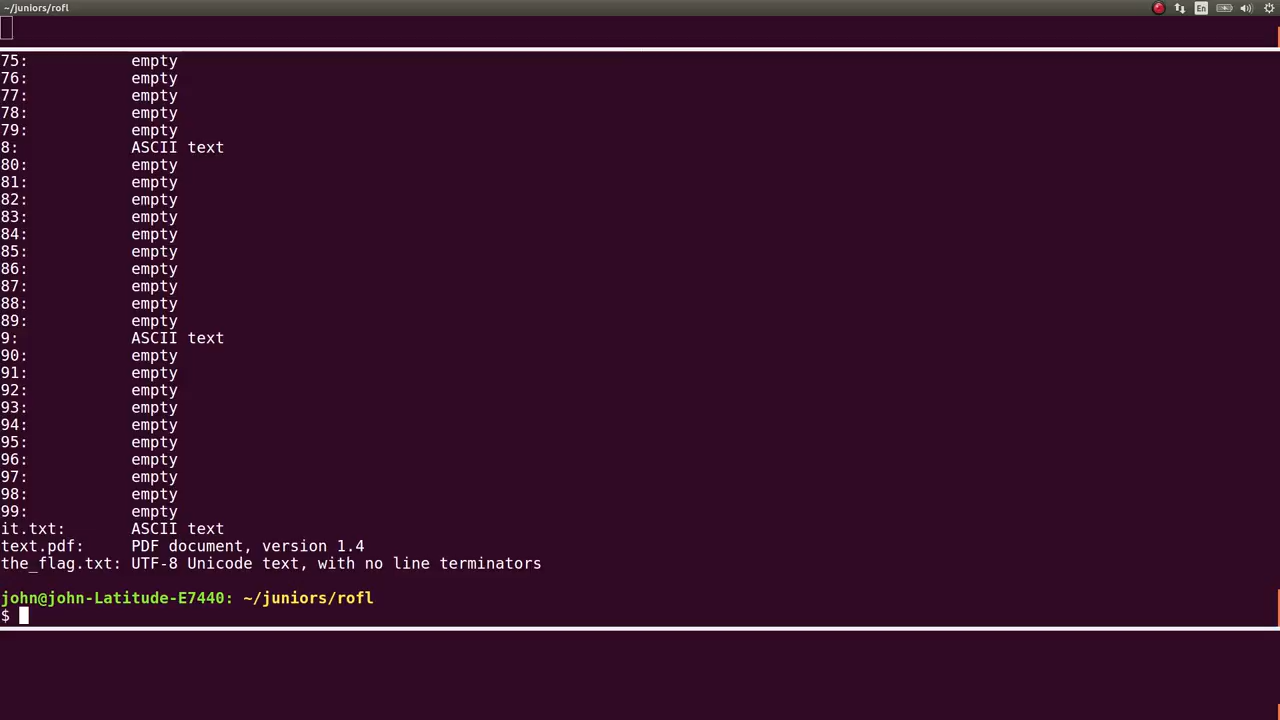 ~/juniors/rofl
En
75: empty
76: empty
77: empty
78: empty
79: empty
8: ASCII text
80: empty
81: empty
82: empty
83: empty
84: empty
85: empty
86: empty
87: empty
88: empty
89: empty
9: ASCII text
90: empty
91: empty
92: empty
93: empty
94: empty
95: empty
96: empty
97: empty
98: empty
99: empty
it.txt: ASCII text
text.pdf: PDF document, version 1.4
the_flag.txt: UTF-8 Unicode text, with no line terminators
john@john-Latitude-E7440: ~/juniors/rofl
$